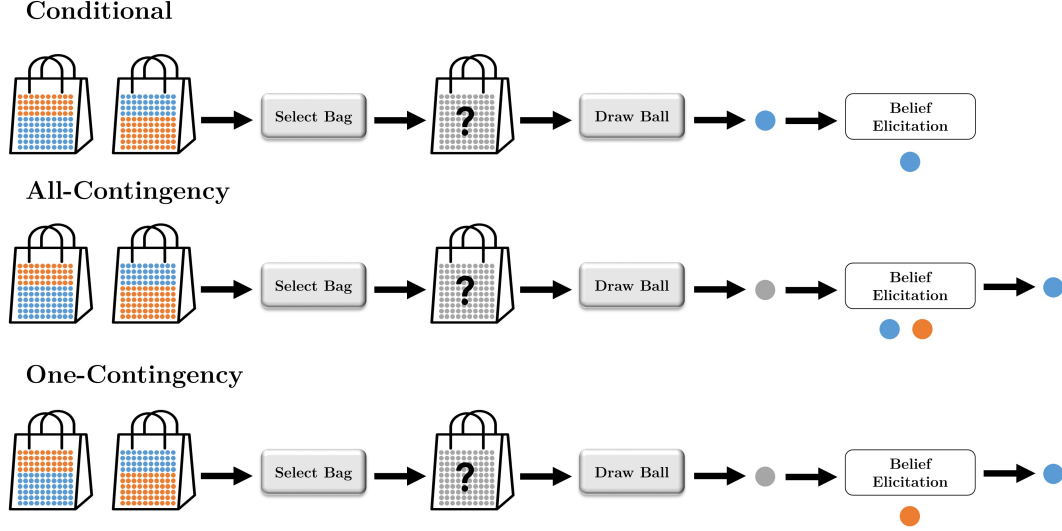 Conditional
Select Bag
?
Draw Ball
Belief
Elicitation
All-Contingency
Select Bag
?
Draw Ball
Belief
Elicitation
One-Contingency
Select Bag
?
Draw Ball
Belief
Elicitation